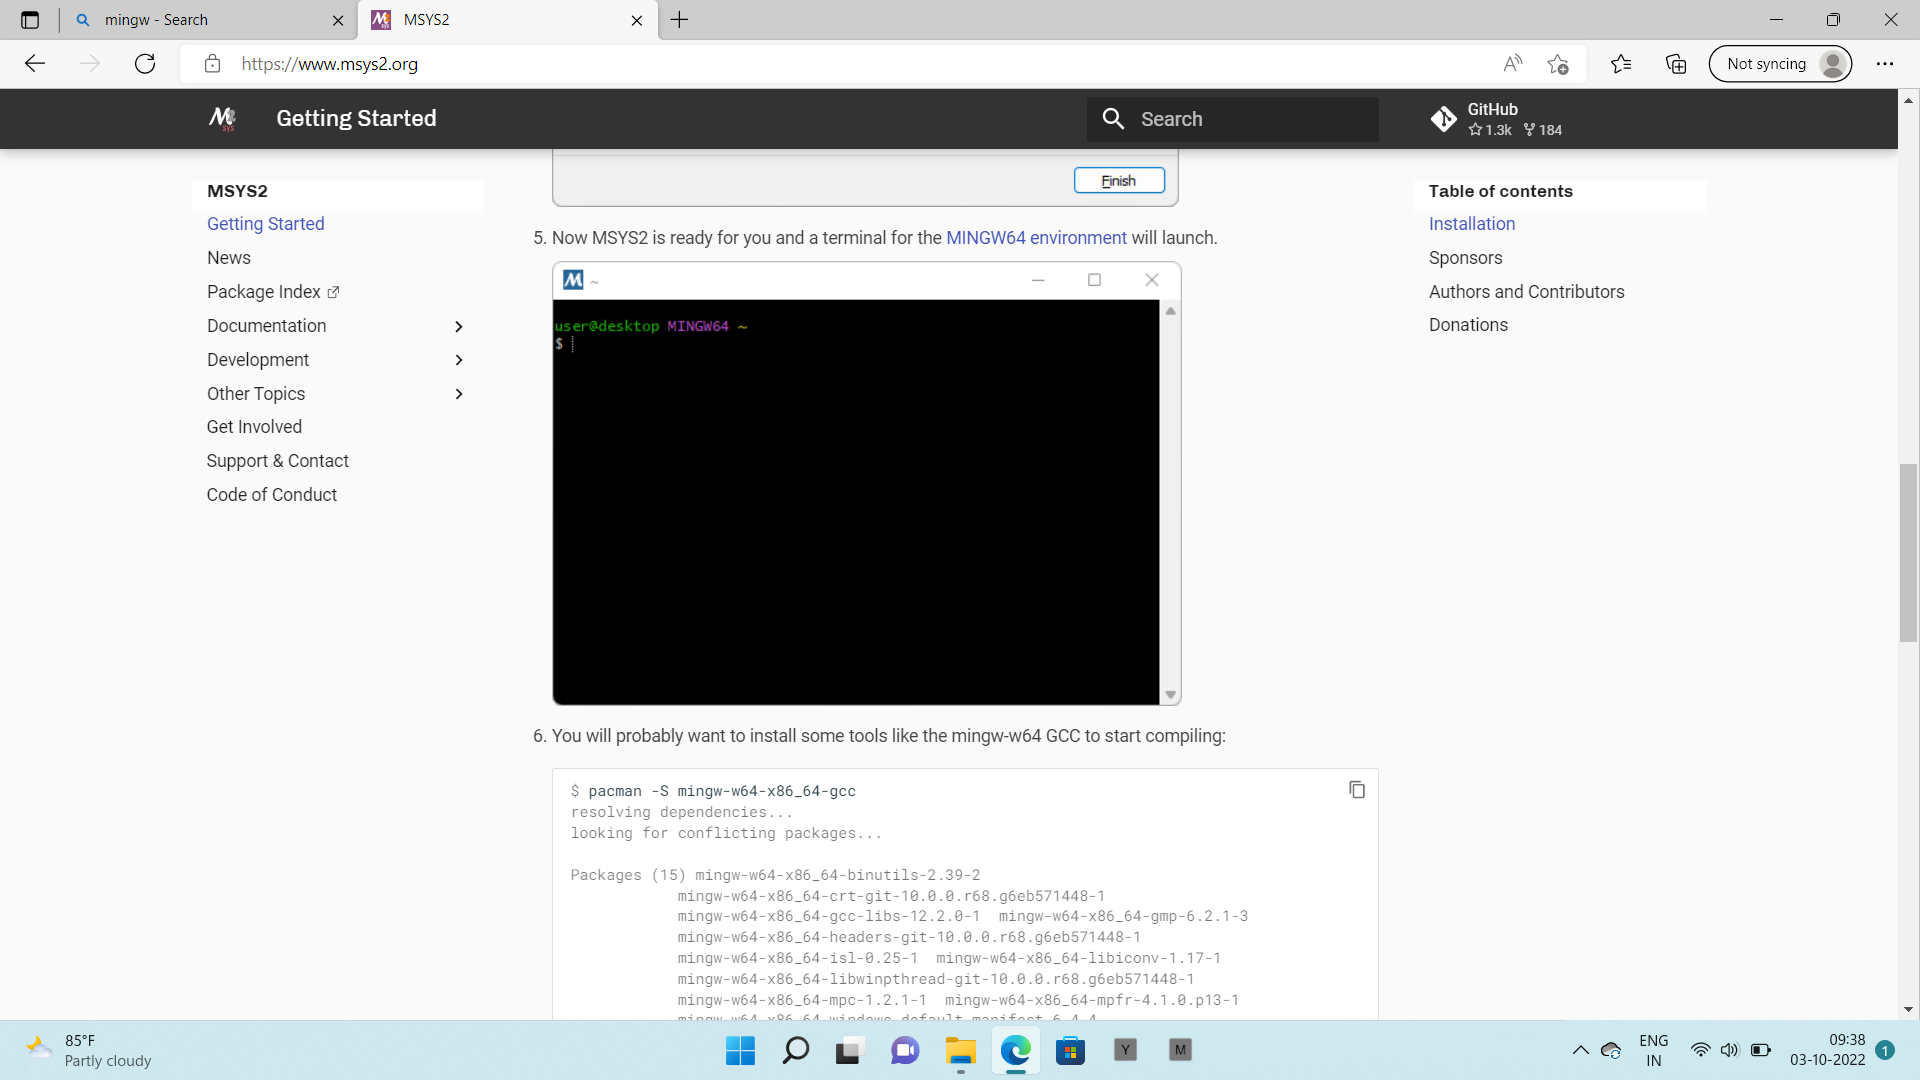 mingw - Search
MSYS2
https://www.msys2.org
Not syncing
Getting Started
Search
GitHub
1.3k 184
MSYS2
Getting Started
News
Package Index
Documentation
Development
Other Topics
Get Involved
Support & Contact
Code of Conduct
Finish
5. Now MSYS2 is ready for you and a terminal for the MINGW64 environment will launch.
~
user@desktop MINGW64 ~
$
6. You will probably want to install some tools like the mingw-w64 GCC to start compiling:
$ pacman -S mingw-w64-x86_64-gcc
resolving dependencies...
looking for conflicting packages...
Packages (15) mingw-w64-x86_64-binutils-2.39-2
mingw-w64-x86_64-crt-git-10.0.0.r68.g6eb571448-1
mingw-w64-x86_64-gcc-libs-12.2.0-1 mingw-w64-x86_64-gmp-6.2.1-3
mingw-w64-x86_64-headers-git-10.0.0.r68.g6eb571448-1
mingw-w64-x86_64-isl-0.25-1 mingw-w64-x86_64-libiconv-1.17-1
mingw-w64-x86_64-libwinpthread-git-10.0.0.r68.g6eb571448-1
mingw-w64-x86_64-mpc-1.2.1-1 mingw-w64-x86_64-mpfr-4.1.0.p13-1
mingw-w64-x86_64-windows-default-manifest-6.4-4
Table of contents
Installation
Sponsors
Authors and Contributors
Donations
85°F
Partly cloudy
Y
M
ENG
IN
09:38
03-10-2022
1